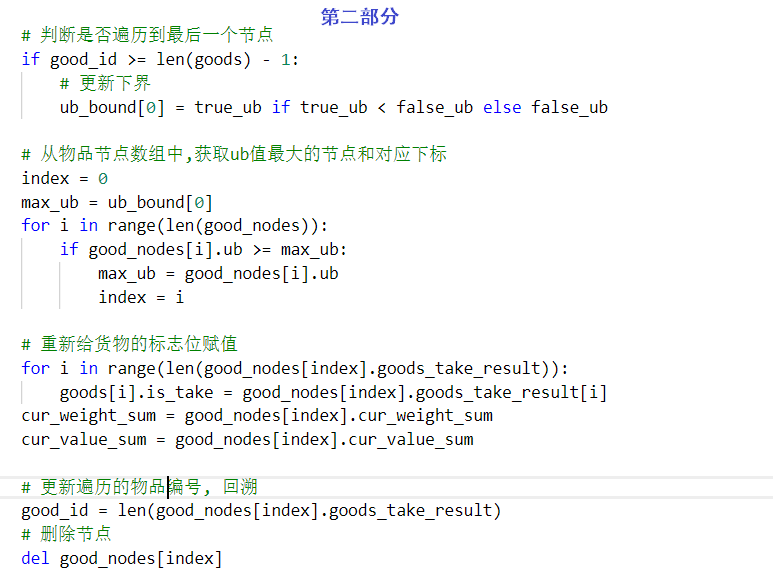 第二部分
# 判断是否遍历到最后一个节点
if good_id >= len(goods) - 1:
    # 更新下界
    ub_bound[0] = true_ub if true_ub < false_ub else false_ub
# 从物品节点数组中,获取ub值最大的节点和对应下标
index = 0
max_ub = ub_bound[0]
for i in range(len(good_nodes)):
    if good_nodes[i].ub >= max_ub:
        max_ub = good_nodes[i].ub
        index = i
# 重新给货物的标志位赋值
for i in range(len(good_nodes[index].goods_take_result)):
    goods[i].is_take = good_nodes[index].goods_take_result[i]
cur_weight_sum = good_nodes[index].cur_weight_sum
cur_value_sum = good_nodes[index].cur_value_sum
# 更新遍历的物品编号, 回溯
good_id = len(good_nodes[index].goods_take_result)
# 删除节点
del good_nodes[index]